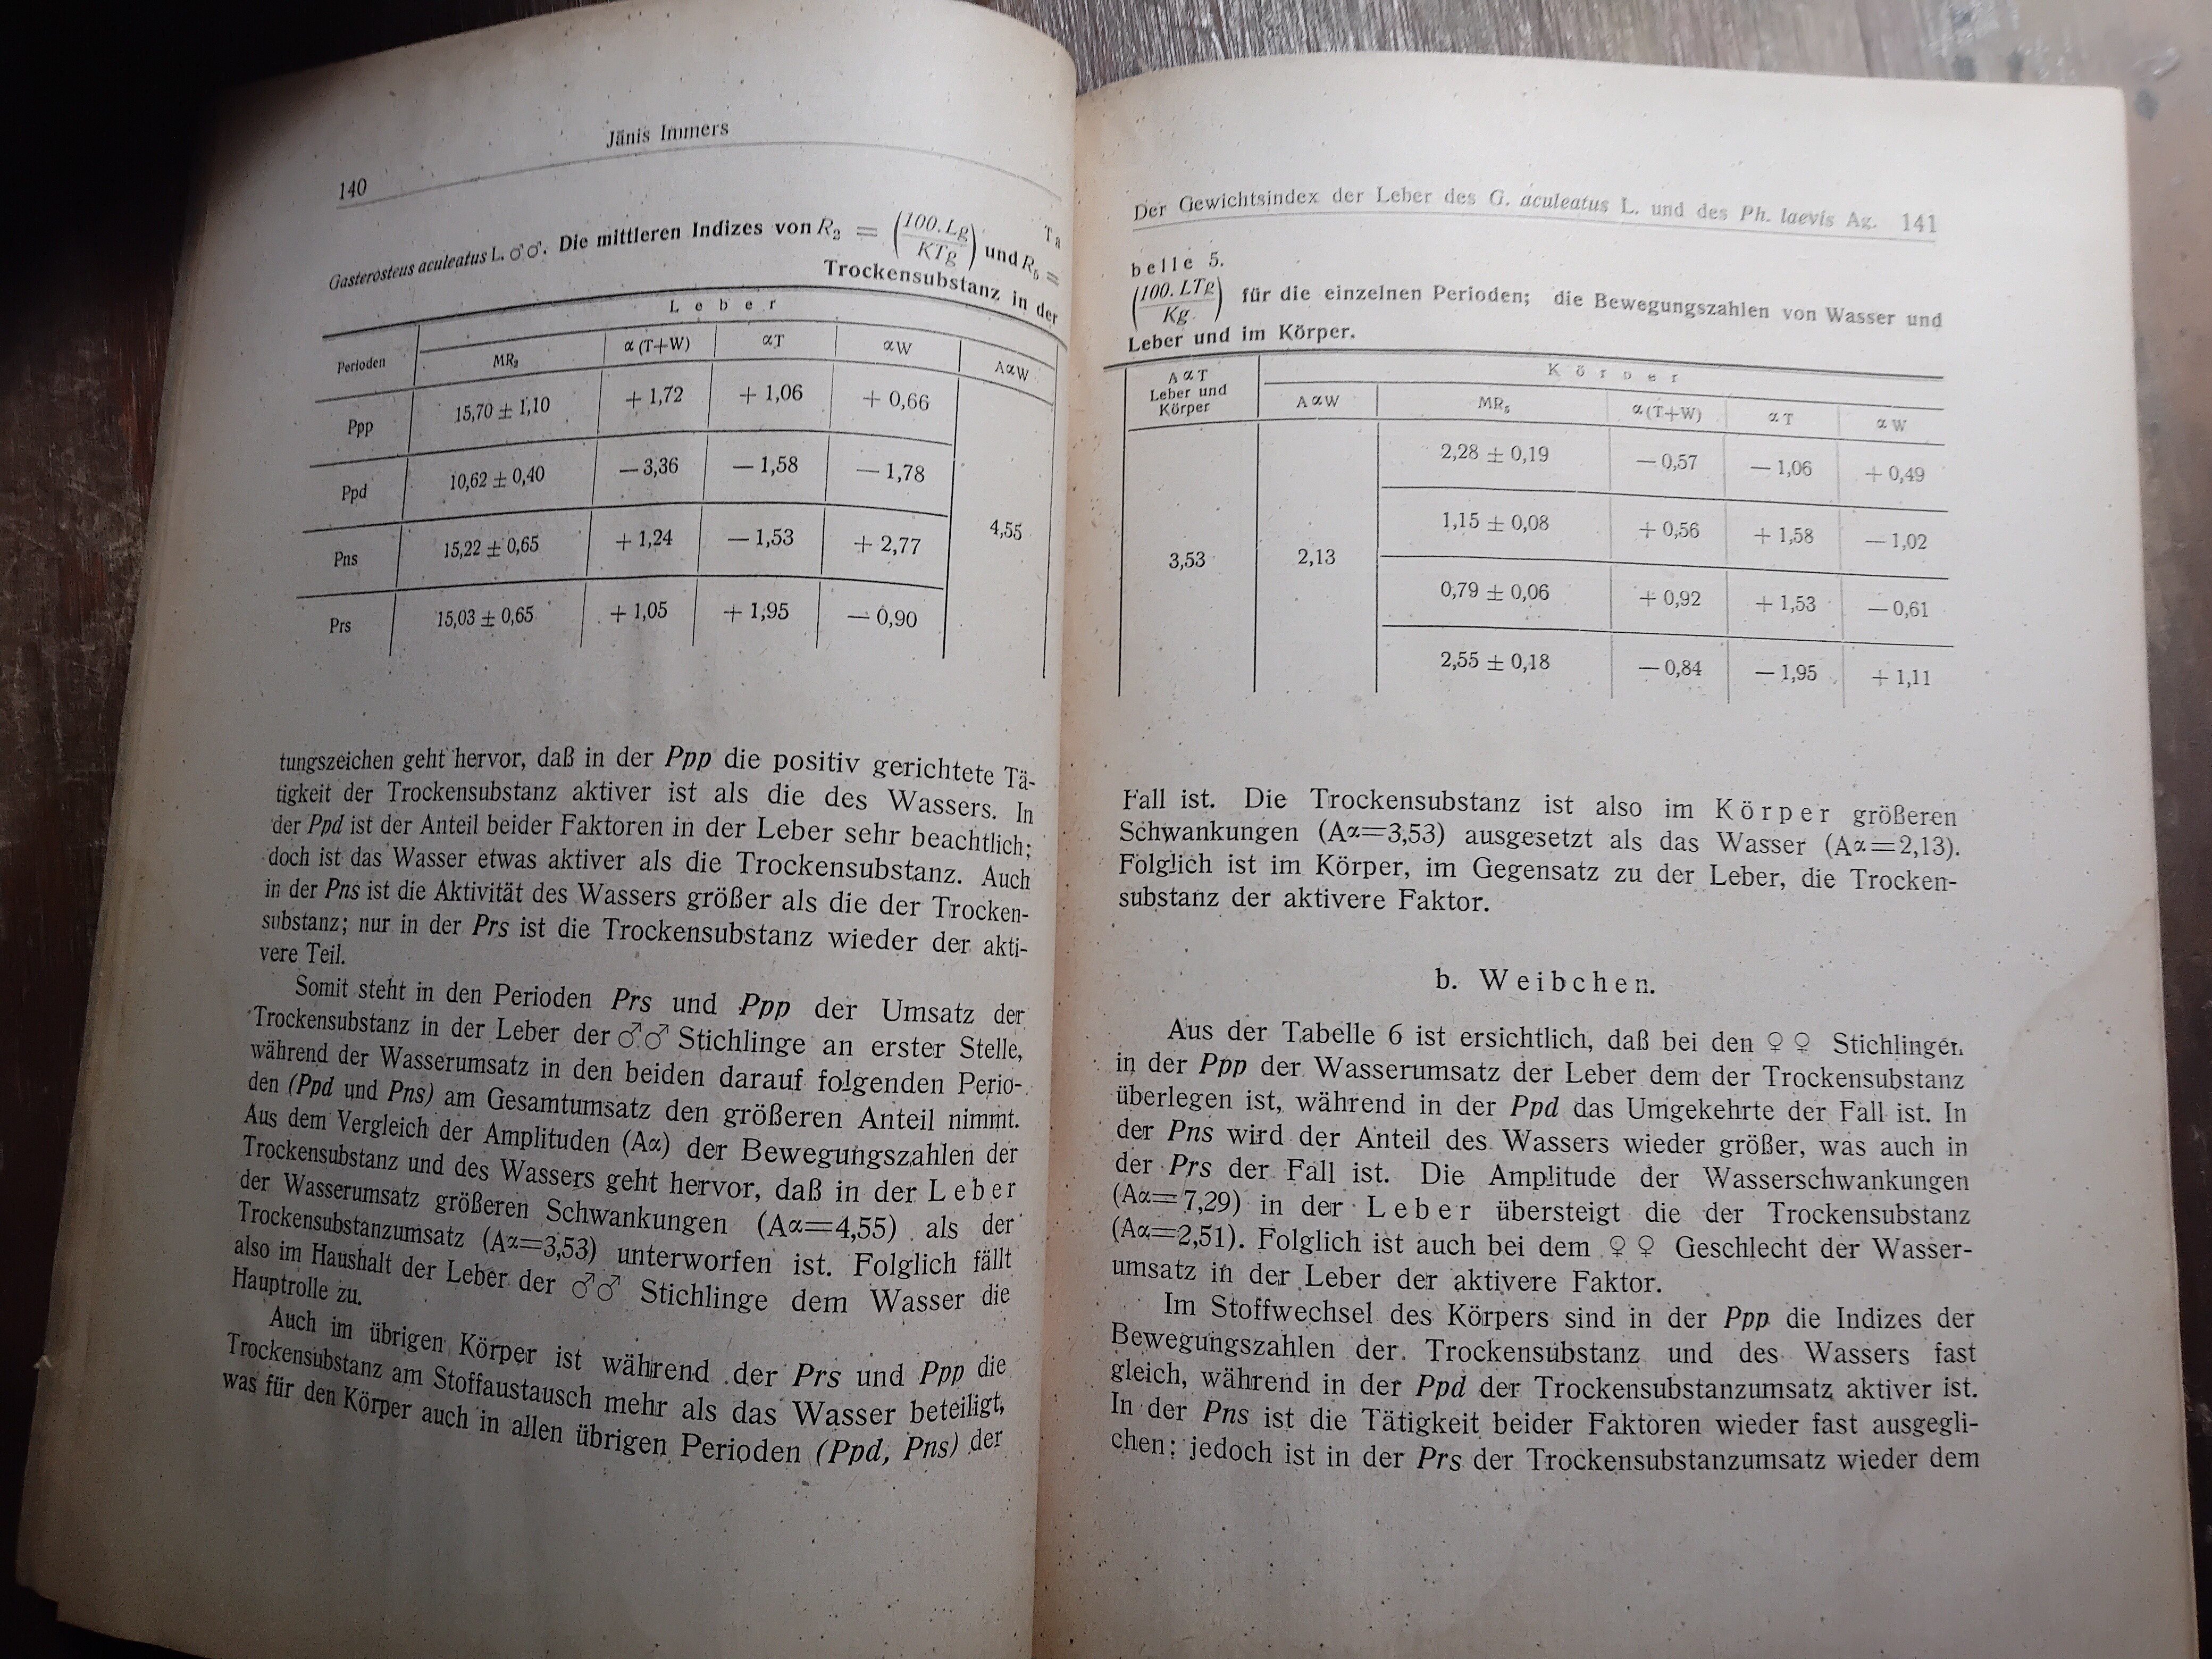 Jānis Immers
140
Ta
Gasterosteus aculeatus L. ♂♂. Die mittleren Indizes von R₂ = (100. Lg / KTg) und R₅ =
Trockensubstanz in der
Leber
Perioden MR₂ α (T+W) αT αW AαW
Ppp 15,70 ± 1,10 + 1,72 + 1,06 + 0,66
Ppd 10,62 ± 0,40 — 3,36 — 1,58 — 1,78
4,55
Pns 15,22 ± 0,65 + 1,24 — 1,53 + 2,77
Prs 15,03 ± 0,65 + 1,05 + 1,95 — 0,90
tungszeichen geht hervor, daß in der Ppp die positiv gerichtete Tä-
tigkeit der Trockensubstanz aktiver ist als die des Wassers. In
der Ppd ist der Anteil beider Faktoren in der Leber sehr beachtlich;
doch ist das Wasser etwas aktiver als die Trockensubstanz. Auch
in der Pns ist die Aktivität des Wassers größer als die der Trocken-
substanz; nur in der Prs ist die Trockensubstanz wieder der akti-
vere Teil.
Somit steht in den Perioden Prs und Ppp der Umsatz der
Trockensubstanz in der Leber der ♂♂ Stichlinge an erster Stelle,
während der Wasserumsatz in den beiden darauf folgenden Perio-
den (Ppd und Pns) am Gesamtumsatz den größeren Anteil nimmt.
Aus dem Vergleich der Amplituden (Aα) der Bewegungszahlen der
Trockensubstanz und des Wassers geht hervor, daß in der Leber
der Wasserumsatz größeren Schwankungen (Aα=4,55) als der
Trockensubstanzumsatz (Aα=3,53) unterworfen ist. Folglich fällt
also im Haushalt der Leber der ♂♂ Stichlinge dem Wasser die
Hauptrolle zu.
Auch im übrigen Körper ist während der Prs und Ppp die
Trockensubstanz am Stoffaustausch mehr als das Wasser beteiligt,
was für den Körper auch in allen übrigen Perioden (Ppd, Pns) der
Der Gewichtsindex der Leber des G. aculeatus L. und des Ph. laevis Ag. 141
belle 5.
(100. LTg / Kg) für die einzelnen Perioden; die Bewegungszahlen von Wasser und
Leber und im Körper.
AαT Leber und Körper
Körper
AαW MR₅ α(T+W) αT αW
2,28 ± 0,19 — 0,57 — 1,06 + 0,49
1,15 ± 0,08 + 0,56 + 1,58 — 1,02
3,53 2,13
0,79 ± 0,06 + 0,92 + 1,53 — 0,61
2,55 ± 0,18 — 0,84 — 1,95 + 1,11
Fall ist. Die Trockensubstanz ist also im Körper größeren
Schwankungen (Aα=3,53) ausgesetzt als das Wasser (Aα=2,13).
Folglich ist im Körper, im Gegensatz zu der Leber, die Trocken-
substanz der aktivere Faktor.
b. Weibchen.
Aus der Tabelle 6 ist ersichtlich, daß bei den ♀♀ Stichlingen
in der Ppp der Wasserumsatz der Leber dem der Trockensubstanz
überlegen ist, während in der Ppd das Umgekehrte der Fall ist. In
der Pns wird der Anteil des Wassers wieder größer, was auch in
der Prs der Fall ist. Die Amplitude der Wasserschwankungen
(Aα=7,29) in der Leber übersteigt die der Trockensubstanz
(Aα=2,51). Folglich ist auch bei dem ♀♀ Geschlecht der Wasser-
umsatz in der Leber der aktivere Faktor.
Im Stoffwechsel des Körpers sind in der Ppp die Indizes der
Bewegungszahlen der Trockensubstanz und des Wassers fast
gleich, während in der Ppd der Trockensubstanzumsatz aktiver ist.
In der Pns ist die Tätigkeit beider Faktoren wieder fast ausgegli-
chen; jedoch ist in der Prs der Trockensubstanzumsatz wieder dem